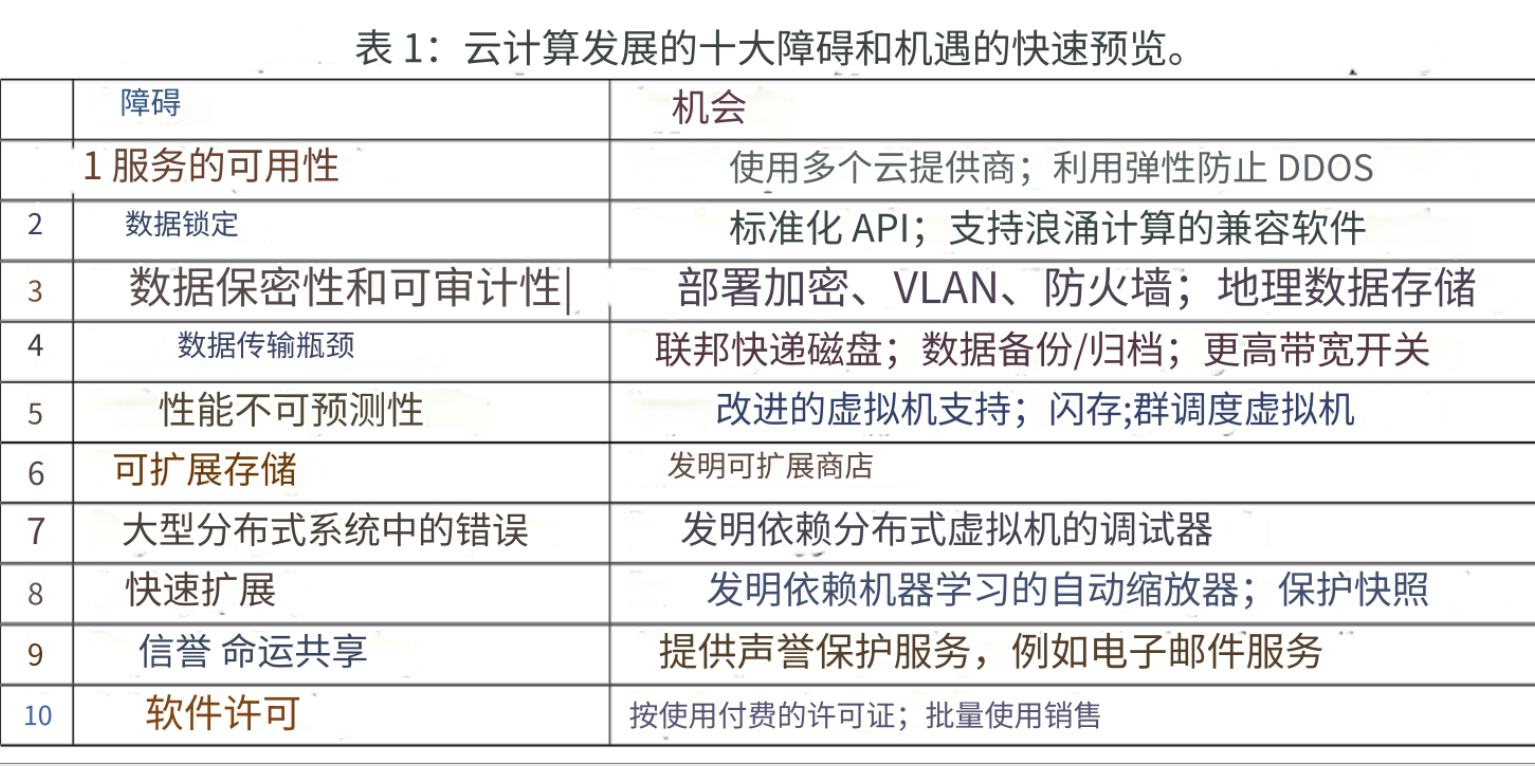 表 1：云计算发展的十大障碍和机遇的快速预览。
障碍 机会
1 服务的可用性 使用多个云提供商；利用弹性防止 DDOS
2 数据锁定 标准化 API；支持浪涌计算的兼容软件
3 数据保密性和可审计性| 部署加密、VLAN、防火墙；地理数据存储
4 数据传输瓶颈 联邦快递磁盘；数据备份/归档；更高带宽开关
5 性能不可预测性 改进的虚拟机支持；闪存;群调度虚拟机
6 可扩展存储 发明可扩展商店
7 大型分布式系统中的错误 发明依赖分布式虚拟机的调试器
8 快速扩展 发明依赖机器学习的自动缩放器；保护快照
9 信誉 命运共享 提供声誉保护服务，例如电子邮件服务
10 软件许可 按使用付费的许可证；批量使用销售